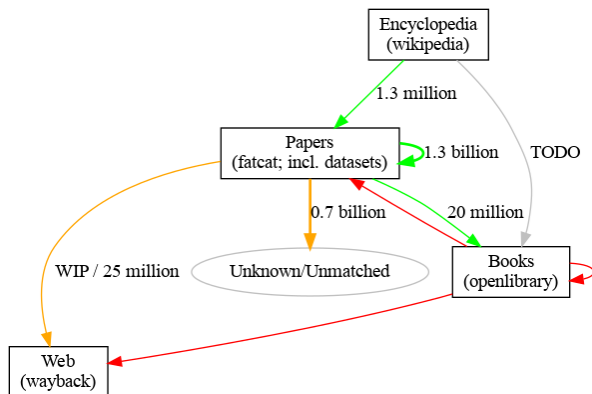 Encyclopedia
(wikipedia)
1.3 million
Papers
(fatcat; incl. datasets)
1.3 billion
TODO
0.7 billion
20 million
WIP / 25 million
Unknown/Unmatched
Books
(openlibrary)
Web
(wayback)